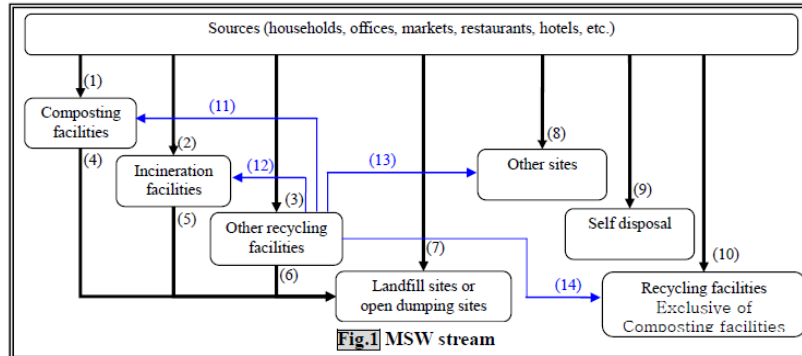 Sources (households, offices, markets, restaurants, hotels, etc.)
(1)
Composting
facilities
(11)
(4)
(2)
Incineration
facilities
(12)
(13)
(8)
Other sites
(5)
(3)
Other recycling
facilities
(9)
Self disposal
(6)
(7)
(10)
(14)
Landfill sites or
open dumping sites
Recycling facilities
Exclusive of
Composting facilities
Fig.1 MSW stream